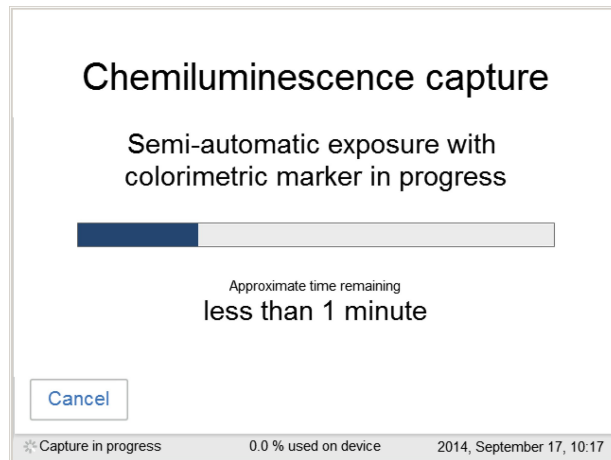 Chemiluminescence capture
Semi-automatic exposure with
colorimetric marker in progress
Approximate time remaining
less than 1 minute
Cancel
Capture in progress 0.0 % used on device 2014, September 17, 10:17